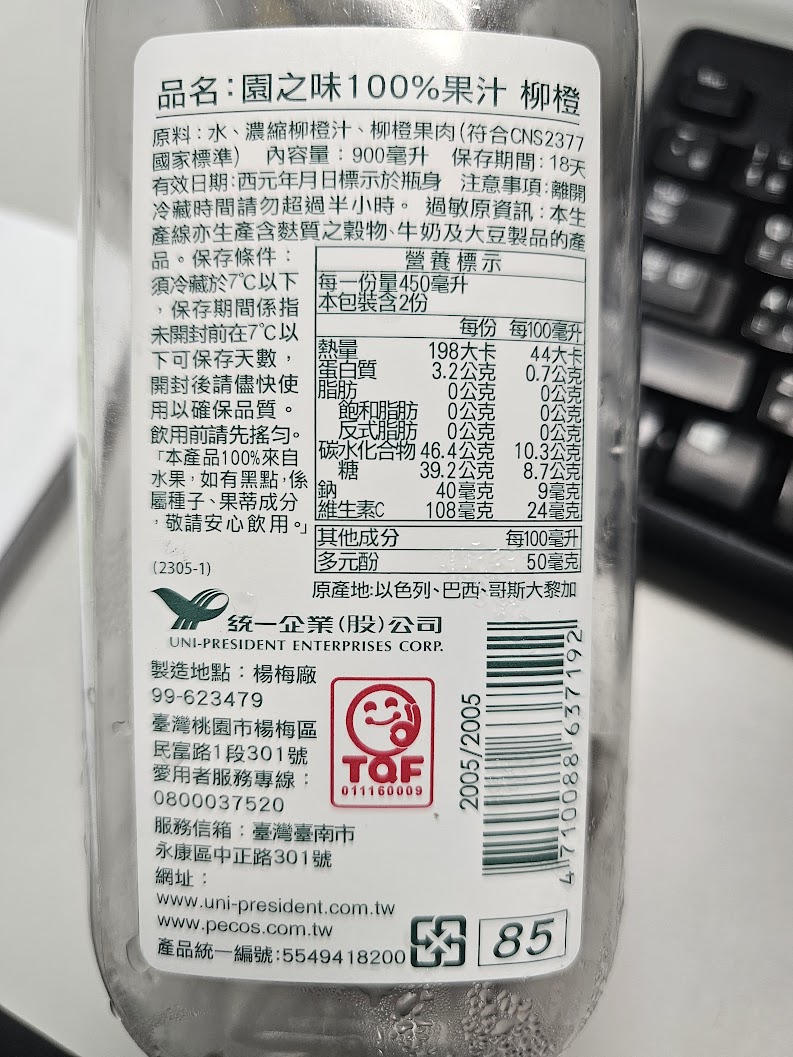 品名：園之味100%果汁 柳橙
原料：水、濃縮柳橙汁、柳橙果肉(符合CNS2377
國家標準) 內容量：900毫升 保存期間：18天
有效日期：西元年月日標示於瓶身 注意事項：離開
冷藏時間請勿超過半小時。 過敏原資訊：本生
產線亦生產含麩質之穀物、牛奶及大豆製品的產
品。保存條件：
須冷藏於7℃以下
，保存期間係指
未開封前在7℃以
下可保存天數，
開封後請儘快使
用以確保品質。
飲用前請先搖勻。
「本產品100%來自
水果，如有黑點，係
屬種子、果蒂成分
，敬請安心飲用。」
(2305-1)
營養標示
每一份量450毫升
本包裝含2份
每份 每100毫升
熱量 198大卡 44大卡
蛋白質 3.2公克 0.7公克
脂肪 0公克 0公克
飽和脂肪 0公克 0公克
反式脂肪 0公克 0公克
碳水化合物 46.4公克 10.3公克
糖 39.2公克 8.7公克
鈉 40毫克 9毫克
維生素C 108毫克 24毫克
其他成分 每100毫升
多元酚 50毫克
原產地:以色列、巴西、哥斯大黎加
統一企業(股)公司
UNI-PRESIDENT ENTERPRISES CORP.
製造地點：楊梅廠
99-623479
臺灣桃園市楊梅區
民富路1段301號
愛用者服務專線：
0800037520
服務信箱：臺灣臺南市
永康區中正路301號
網址：
www.uni-president.com.tw
www.pecos.com.tw
產品統一編號:5549418200
TQF
011160009
2005/2005
4 710088 637192
85